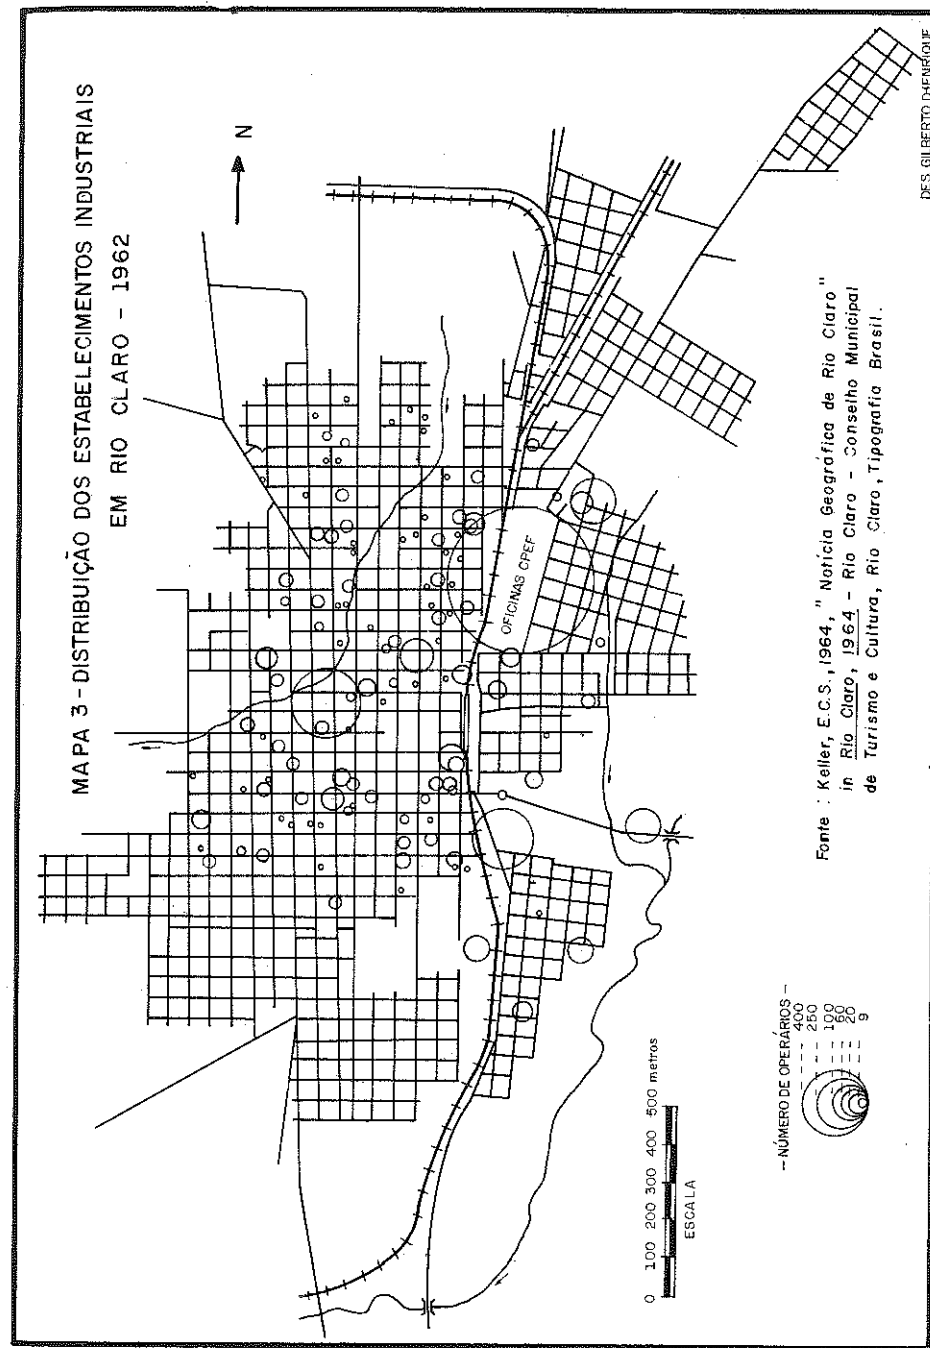 MAPA 3 - DISTRIBUIÇÃO DOS ESTABELECIMENTOS INDUSTRIAIS
EM RIO CLARO - 1962
N
OFICINAS CPEF
Fonte : Keller, E.C.S., 1964, " Notícia Geográfica de Rio Claro "
in Rio Claro, 1964 - Rio Claro - Conselho Municipal
de Turismo e Cultura, Rio Claro, Tipografia Brasil.
0 100 200 300 400 500 metros
ESCALA
- NÚMERO DE OPERÁRIOS -
400
250
100
60
20
9
DES. GILBERTO D.HENRIQUE